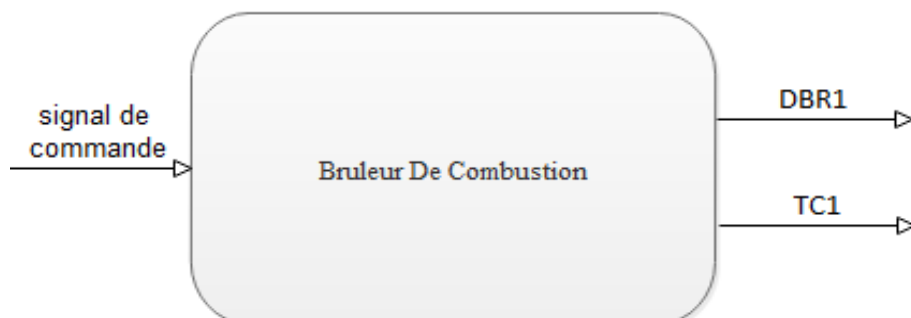 signal de
commande
Bruleur De Combustion
DBR1
TC1